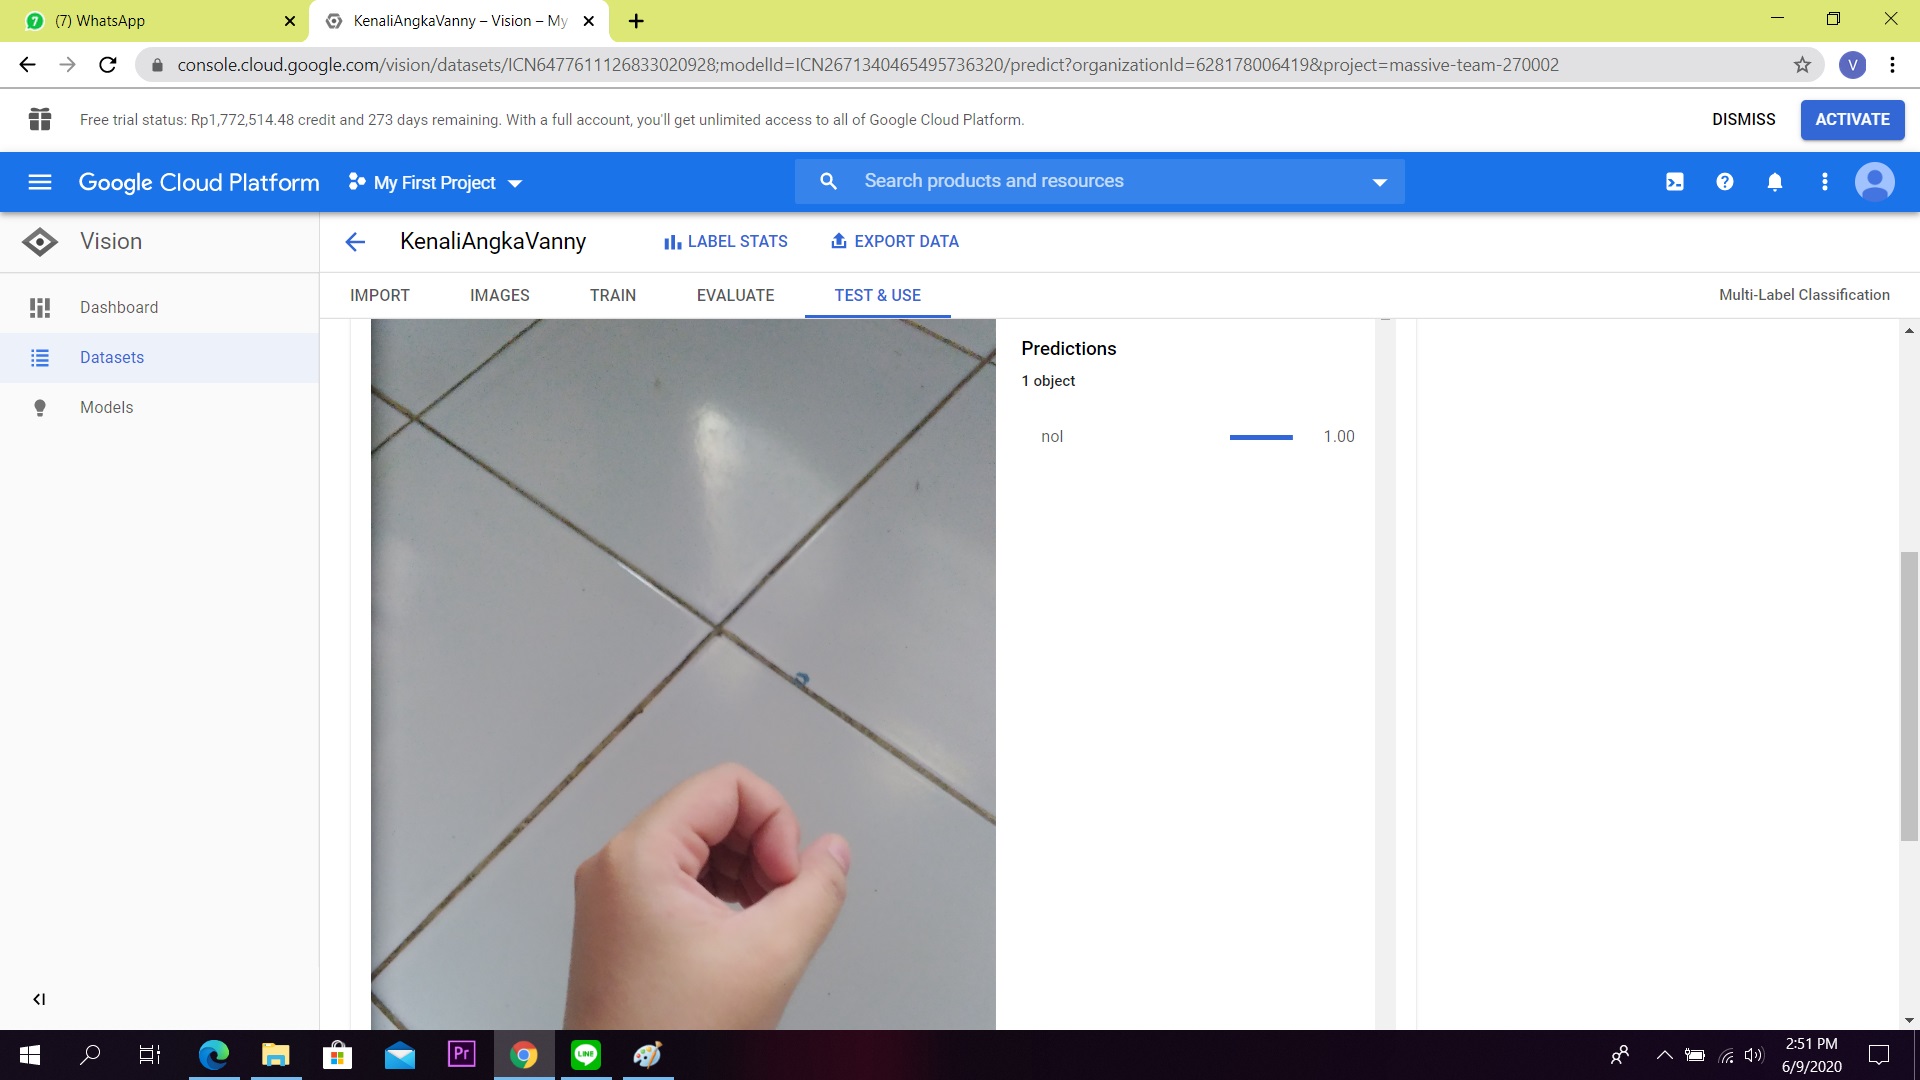 (7) WhatsApp
KenaliAngkaVanny – Vision – My
console.cloud.google.com/vision/datasets/ICN6477611126833020928;modelId=ICN2671340465495736320/predict?organizationId=628178006419&project=massive-team-270002
V
Free trial status: Rp1,772,514.48 credit and 273 days remaining. With a full account, you'll get unlimited access to all of Google Cloud Platform.
DISMISS
ACTIVATE
Google Cloud Platform
My First Project
Search products and resources
Vision
KenaliAngkaVanny
LABEL STATS
EXPORT DATA
Dashboard
Datasets
Models
IMPORT
IMAGES
TRAIN
EVALUATE
TEST & USE
Multi-Label Classification
Predictions
1 object
nol
1.00
Pr
LINE
2:51 PM
6/9/2020